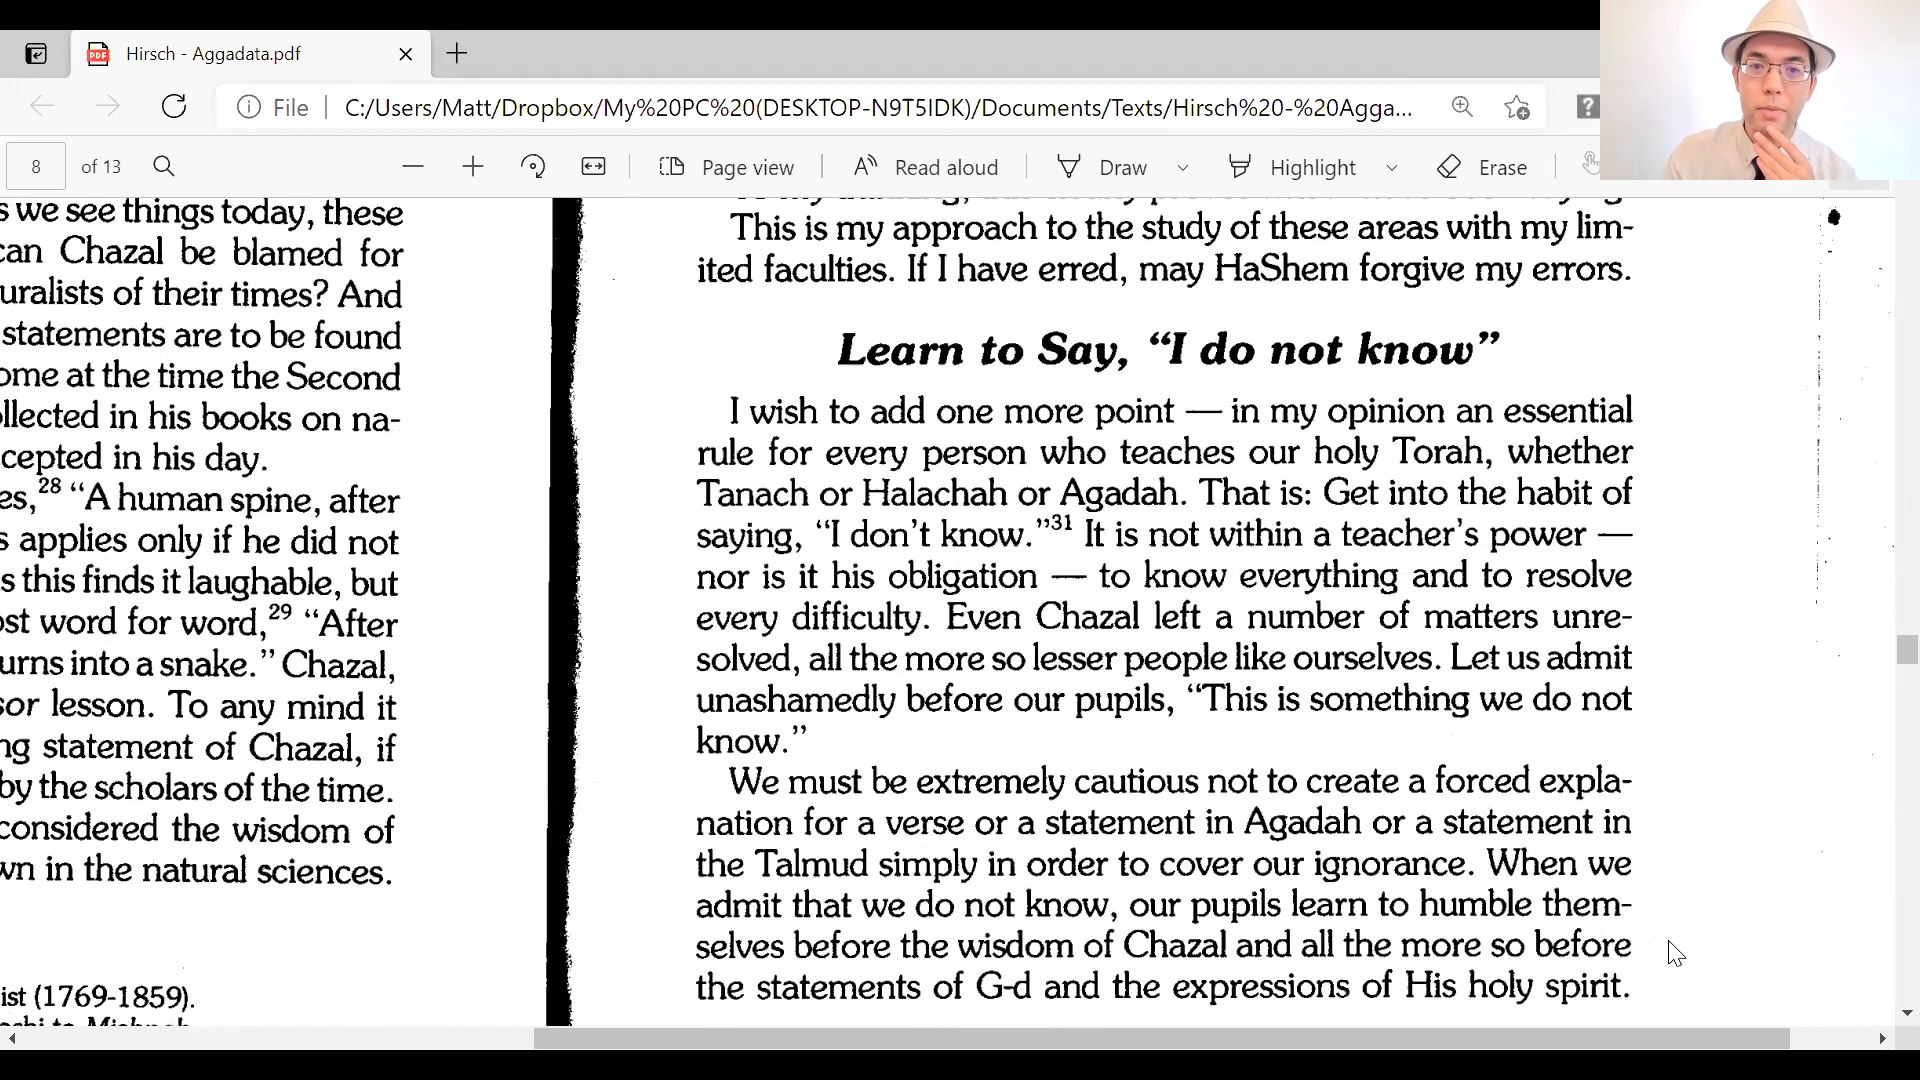 Hirsch - Aggadata.pdf
File
C:/Users/Matt/Dropbox/My%20PC%20(DESKTOP-N9T5IDK)/Documents/Texts/Hirsch%20-%20Agga...
8 of 13
Page view
Read aloud
Draw
Highlight
Erase
s we see things today, these
can Chazal be blamed for
uralists of their times? And
statements are to be found
ome at the time the Second
ollected in his books on na-
cepted in his day.
es,28 “A human spine, after
s applies only if he did not
s this finds it laughable, but
ost word for word,29 “After
urns into a snake.” Chazal,
sor lesson. To any mind it
ng statement of Chazal, if
by the scholars of the time.
considered the wisdom of
wn in the natural sciences.
ist (1769-1859).
This is my approach to the study of these areas with my lim-
ited faculties. If I have erred, may HaShem forgive my errors.
Learn to Say, “I do not know”
I wish to add one more point — in my opinion an essential
rule for every person who teaches our holy Torah, whether
Tanach or Halachah or Agadah. That is: Get into the habit of
saying, “I don’t know.”31 It is not within a teacher’s power —
nor is it his obligation — to know everything and to resolve
every difficulty. Even Chazal left a number of matters unre-
solved, all the more so lesser people like ourselves. Let us admit
unashamedly before our pupils, “This is something we do not
know.”
We must be extremely cautious not to create a forced expla-
nation for a verse or a statement in Agadah or a statement in
the Talmud simply in order to cover our ignorance. When we
admit that we do not know, our pupils learn to humble them-
selves before the wisdom of Chazal and all the more so before
the statements of G-d and the expressions of His holy spirit.